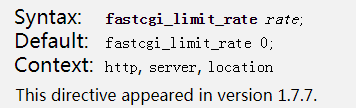 Syntax: fastcgi_limit_rate rate;
Default: fastcgi_limit_rate 0;
Context: http, server, location
This directive appeared in version 1.7.7.